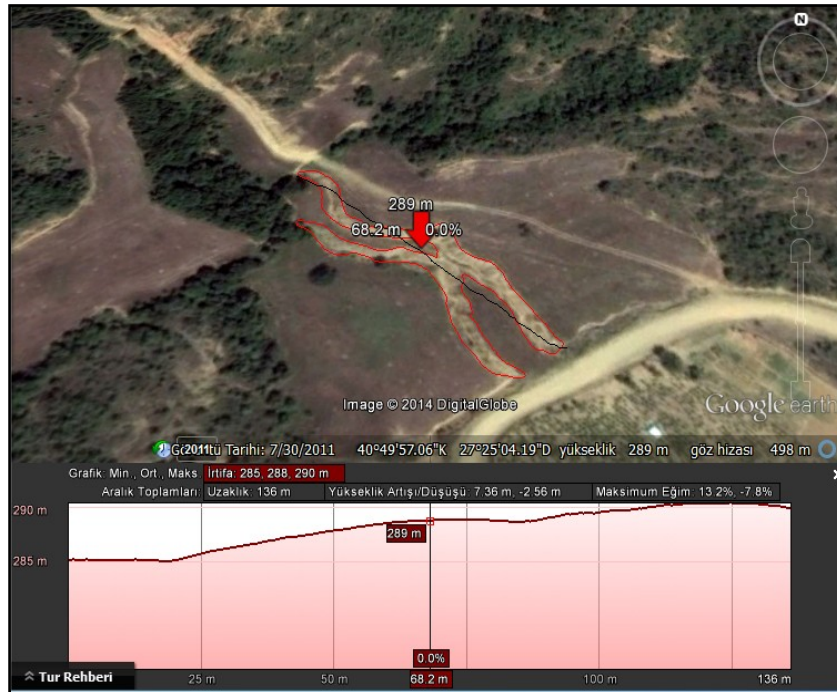 N
289 m
68.2 m 0.0%
Image © 2014 DigitalGlobe
Google earth
2011
Görüntü Tarihi: 7/30/2011 40°49'57.06"K 27°25'04.19"D yükseklik 289 m göz hizası 498 m
Grafik: Min., Ort., Maks. İrtifa: 285, 288, 290 m
Aralık Toplamları: Uzaklık: 136 m Yükseklik Artışı/Düşüşü: 7.36 m, -2.56 m Maksimum Eğim: 13.2%, -7.8%
290 m
289 m
285 m
0.0%
Tur Rehberi 25 m 50 m 68.2 m 100 m 136 m